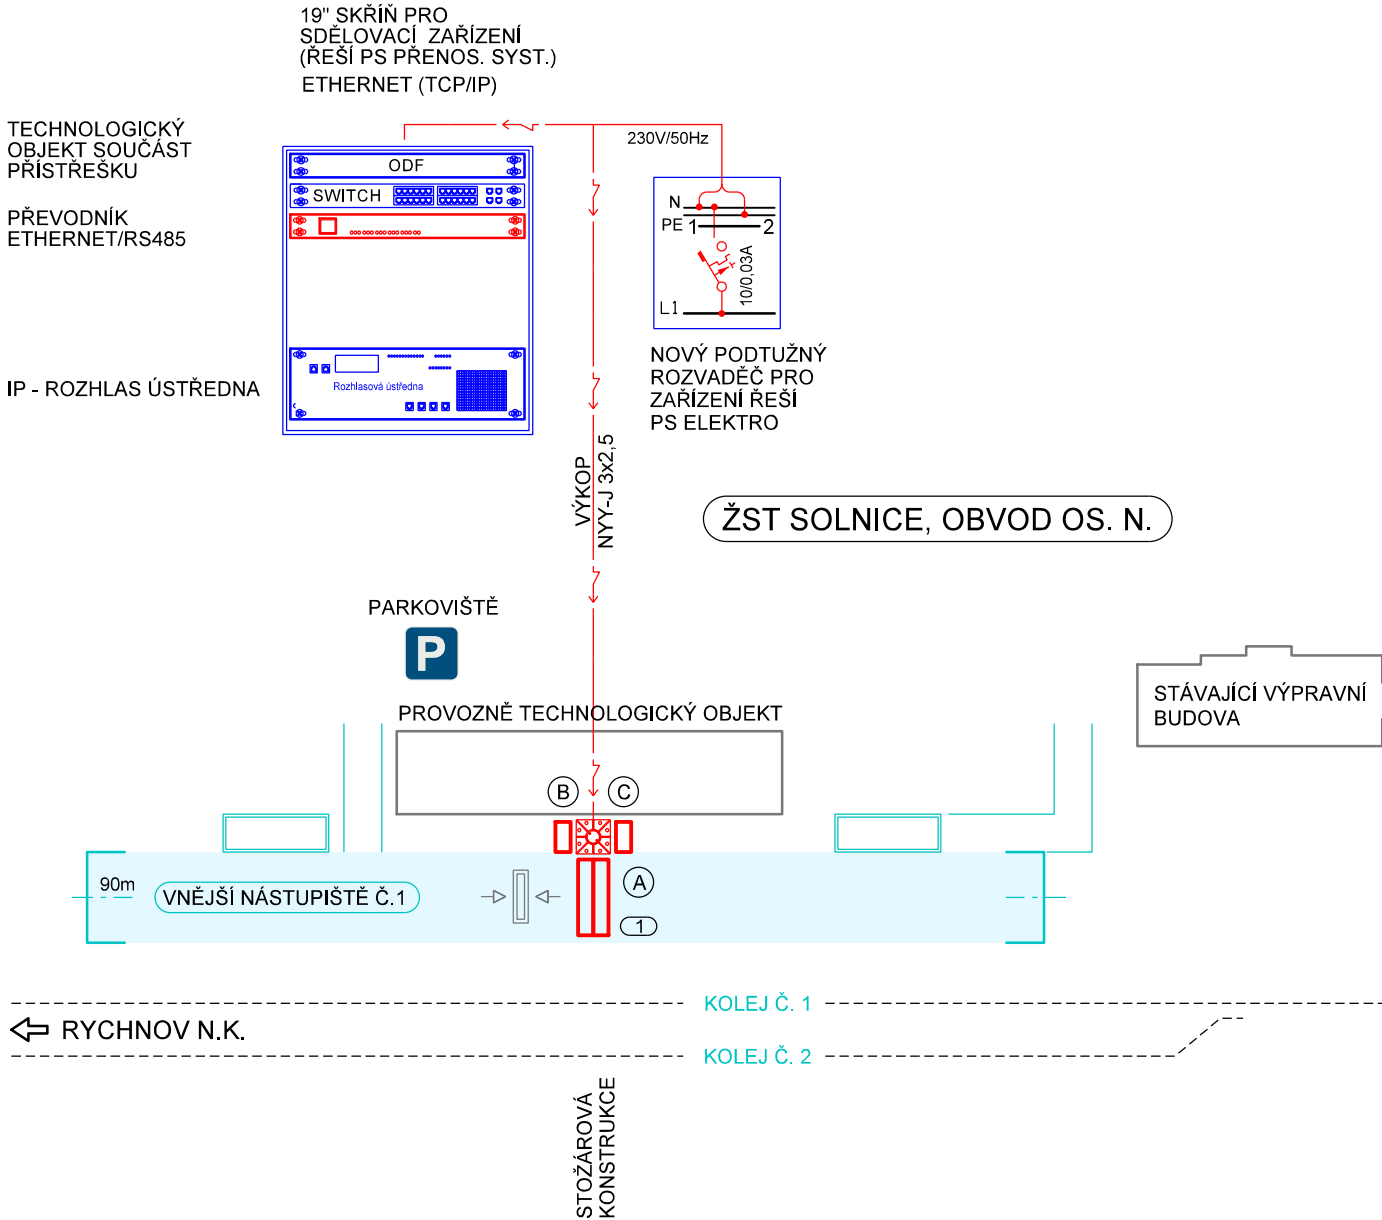 19" SKŘÍŇ PRO
SDĚLOVACÍ ZAŘÍZENÍ
(ŘEŠÍ PS PŘENOS. SYST.)
ETHERNET (TCP/IP)
TECHNOLOGICKÝ
OBJEKT SOUČÁST
PŘÍSTŘEŠKU
PŘEVODNÍK
ETHERNET/RS485
IP - ROZHLAS ÚSTŘEDNA
ODF
SWITCH
Rozhlasová ústředna
230V/50Hz
N
PE 1 2
10/0,03A
L1
NOVÝ PODTUŽNÝ
ROZVADĚČ PRO
ZAŘÍZENÍ ŘEŠÍ
PS ELEKTRO
VÝKOP
NYY-J 3x2,5
ŽST SOLNICE, OBVOD OS. N.
PARKOVIŠTĚ
P
STÁVAJÍCÍ VÝPRAVNÍ
BUDOVA
PROVOZNĚ TECHNOLOGICKÝ OBJEKT
B C
90m
VNĚJŠÍ NÁSTUPIŠTĚ Č.1
A
1
KOLEJ Č. 1
RYCHNOV N.K.
KOLEJ Č. 2
STOŽÁROVÁ
KONSTRUKCE